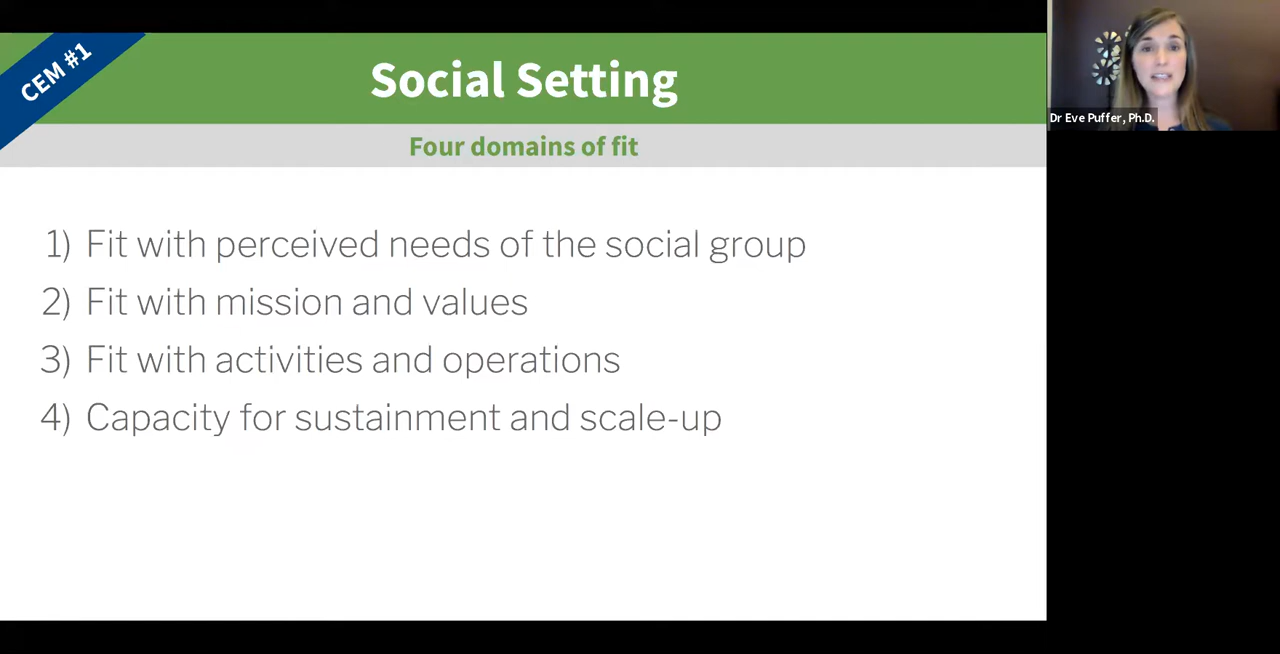 CEM #1
Social Setting
Four domains of fit
1) Fit with perceived needs of the social group
2) Fit with mission and values
3) Fit with activities and operations
4) Capacity for sustainment and scale-up
Dr Eve Puffer, Ph.D.